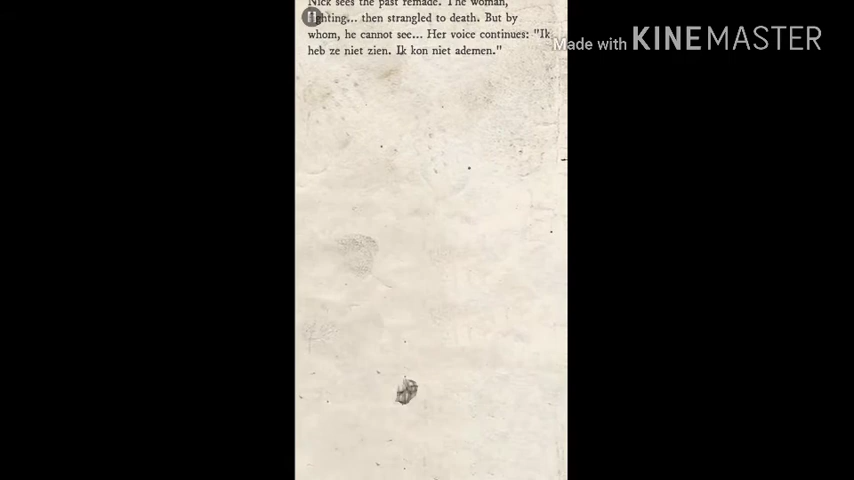 Nick sees the past remade. The woman,
fighting... then strangled to death. But by
whom, he cannot see... Her voice continues: "Ik
heb ze niet zien. Ik kon niet ademen."
Made with KINEMASTER